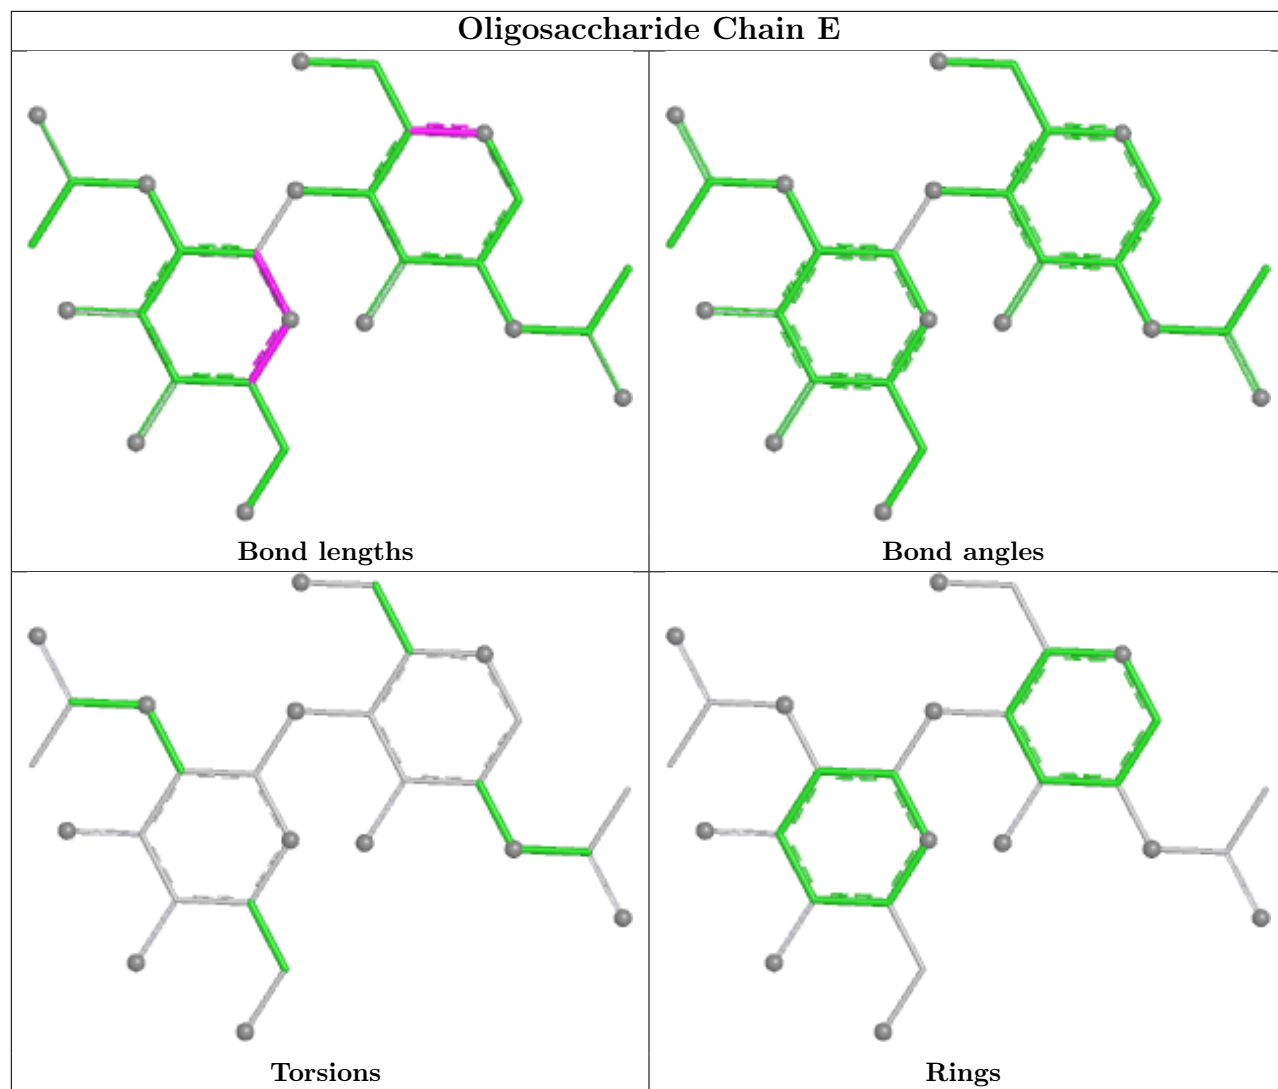 Oligosaccharide Chain E
Bond lengths
Bond angles
Torsions
Rings